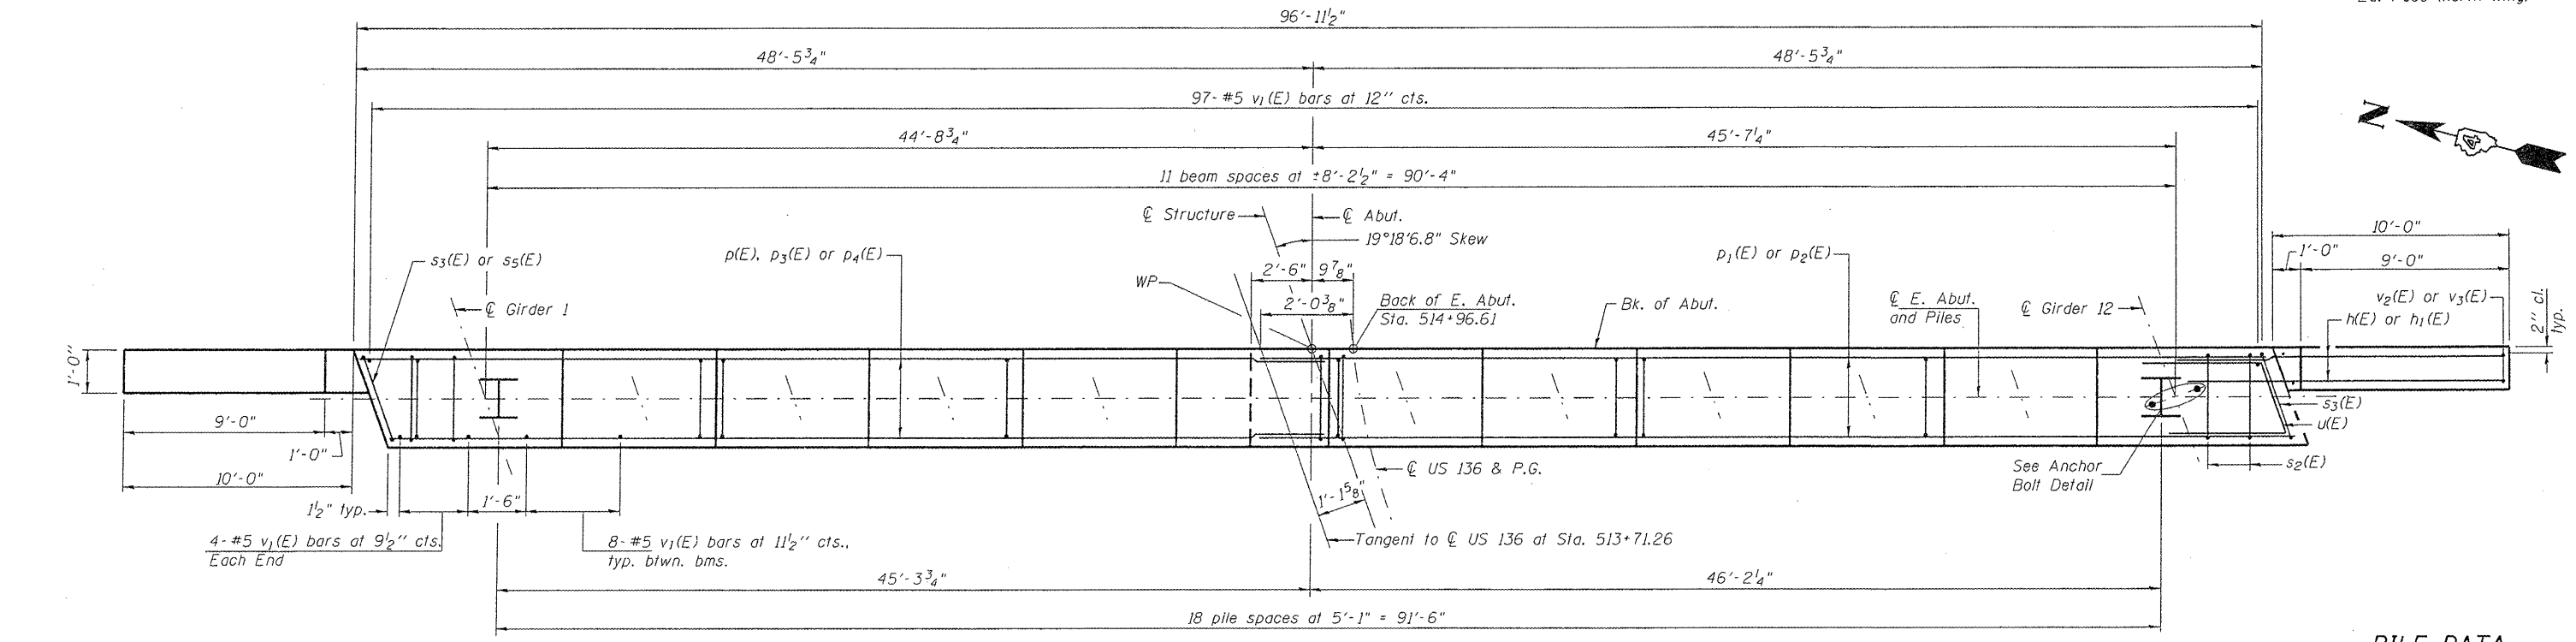 96'-11½"
48'-5¾"
48'-5¾"
97- #5 v1(E) bars at 12" cts.
44'-8¾"
45'-7¼"
11 beam spaces at ±8'-2½" = 90'-4"
℄ Structure
℄ Abut.
19°18'6.8" Skew
N
4
10'-0"
1'-0"
9'-0"
s3(E) or s5(E)
p(E), p3(E) or p4(E)
WP
2'-6"
9⅞"
2'-0⅜"
p1(E) or p2(E)
℄ Girder 1
Back of E. Abut.
Sta. 514+96.61
Bk. of Abut.
℄ E. Abut.
and Piles
℄ Girder 12
v2(E) or v3(E)
h(E) or h1(E)
2" cl.
typ.
1'-0"
s3(E)
u(E)
9'-0"
1'-0"
10'-0"
1½" typ.
1'-6"
℄ US 136 & P.G.
1'-1⅝"
See Anchor
Bolt Detail
s2(E)
4- #5 v1(E) bars at 9½" cts.
Each End
8- #5 v1(E) bars at 11½" cts.,
typ. btwn. bms.
Tangent to ℄ US 136 at Sta. 513+71.26
45'-3¾"
46'-2¼"
18 pile spaces at 5'-1" = 91'-6"
PILE DATA